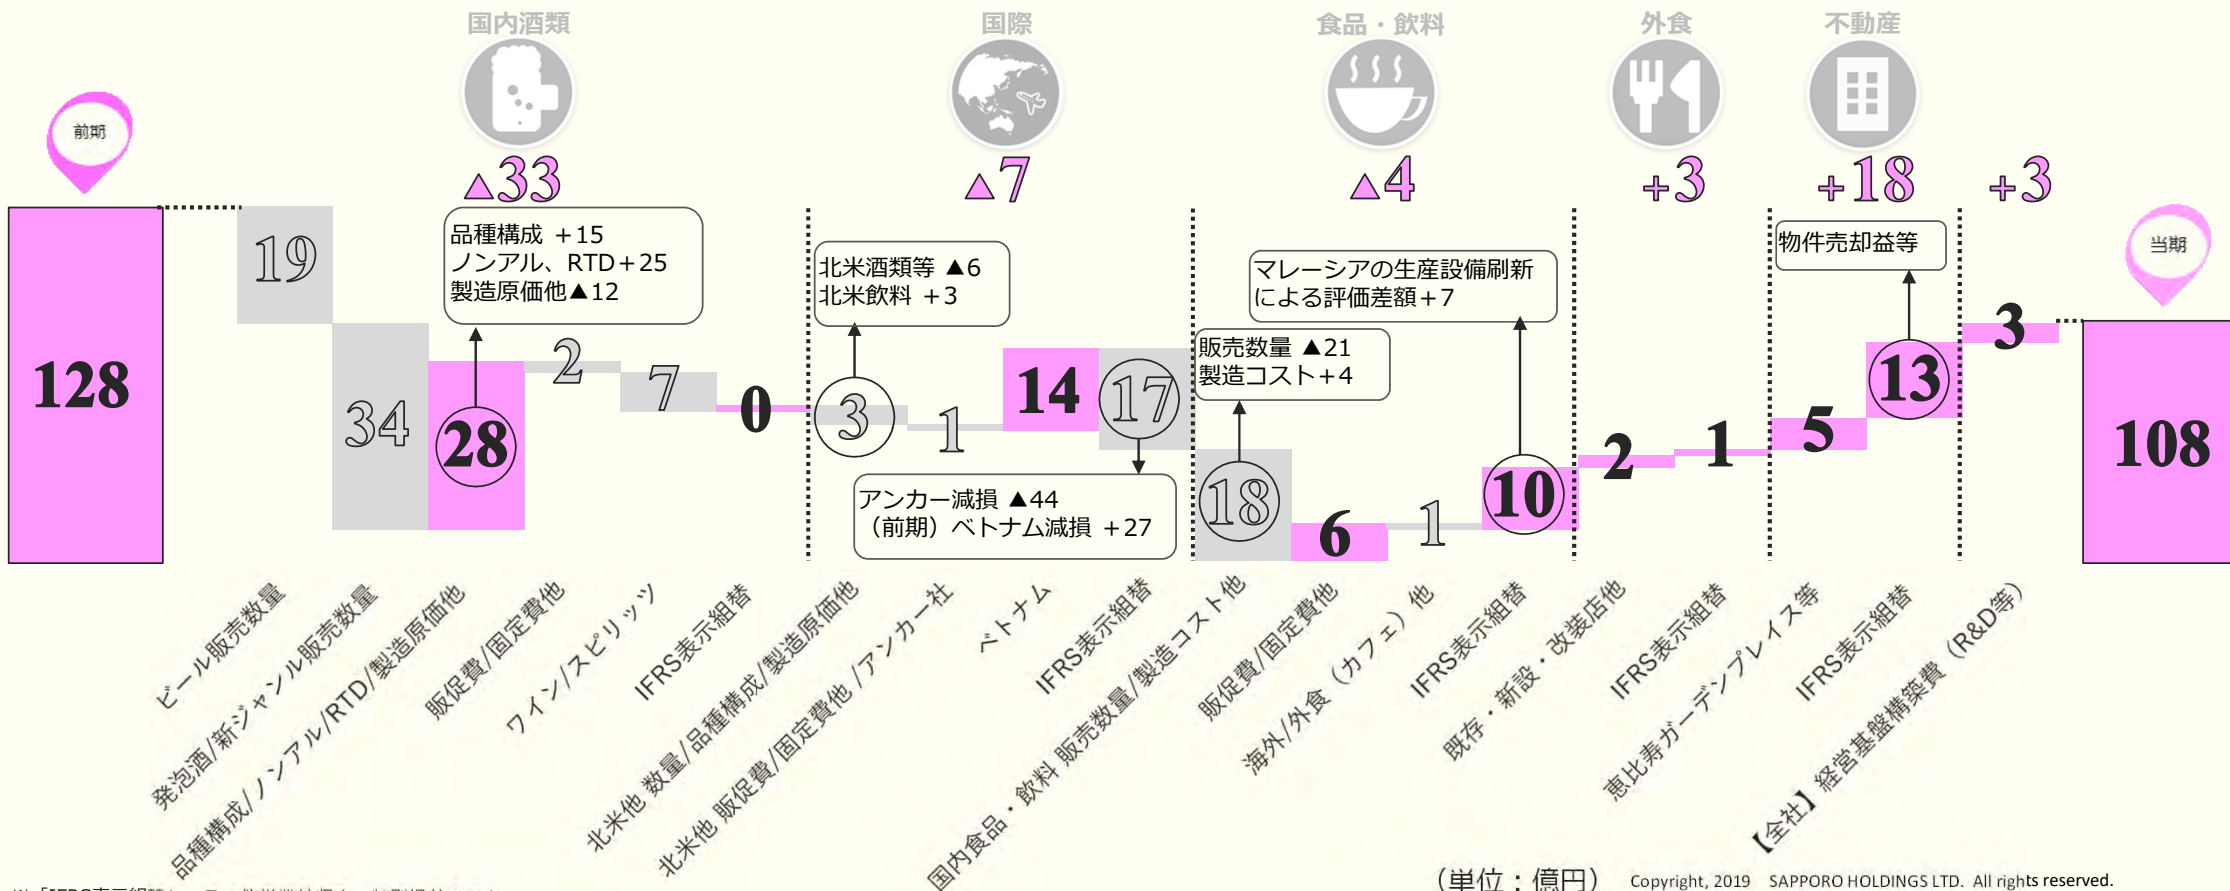 国内酒類
国際
食品・飲料
外食
不動産
前期
▲33
▲7
▲4
+3
+18
+3
当期
128
19
34
28
2
7
0
3
1
14
17
18
6
1
10
2
1
5
13
3
108
品種構成 +15
ノンアル、RTD+25
製造原価他▲12
北米酒類等 ▲6
北米飲料 +3
アンカー減損 ▲44
（前期）ベトナム減損 +27
販売数量 ▲21
製造コスト+4
マレーシアの生産設備刷新
による評価差額+7
物件売却益等
ビール販売数量
発泡酒/新ジャンル販売数量
品種構成/ノンアル/RTD/製造原価他
販促費/固定費他
ワイン/スピリッツ
IFRS表示組替
北米他 数量/品種構成/製造原価他
北米他 販促費/固定費他 /アンカー社
ベトナム
IFRS表示組替
国内食品・飲料 販売数量/製造コスト他
販促費/固定費他
海外/外食（カフェ）他
IFRS表示組替
既存・新設・改装店他
IFRS表示組替
恵比寿ガーデンプレイス等
IFRS表示組替
【全社】経営基盤構築費（R&D等）
（単位：億円）
Copyright, 2019 SAPPORO HOLDINGS LTD. All rights reserved.